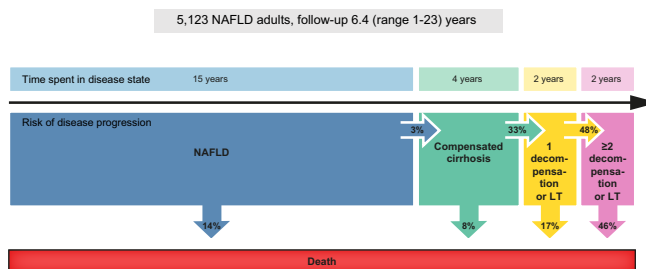 5,123 NAFLD adults, follow-up 6.4 (range 1-23) years
Time spent in disease state
15 years
4 years
2 years
2 years
Risk of disease progression
NAFLD
3%
Compensated
cirrhosis
33%
1
decom-
pensa-
tion
or LT
48%
≥2
decom-
pensa-
tion
or LT
14%
8%
17%
46%
Death